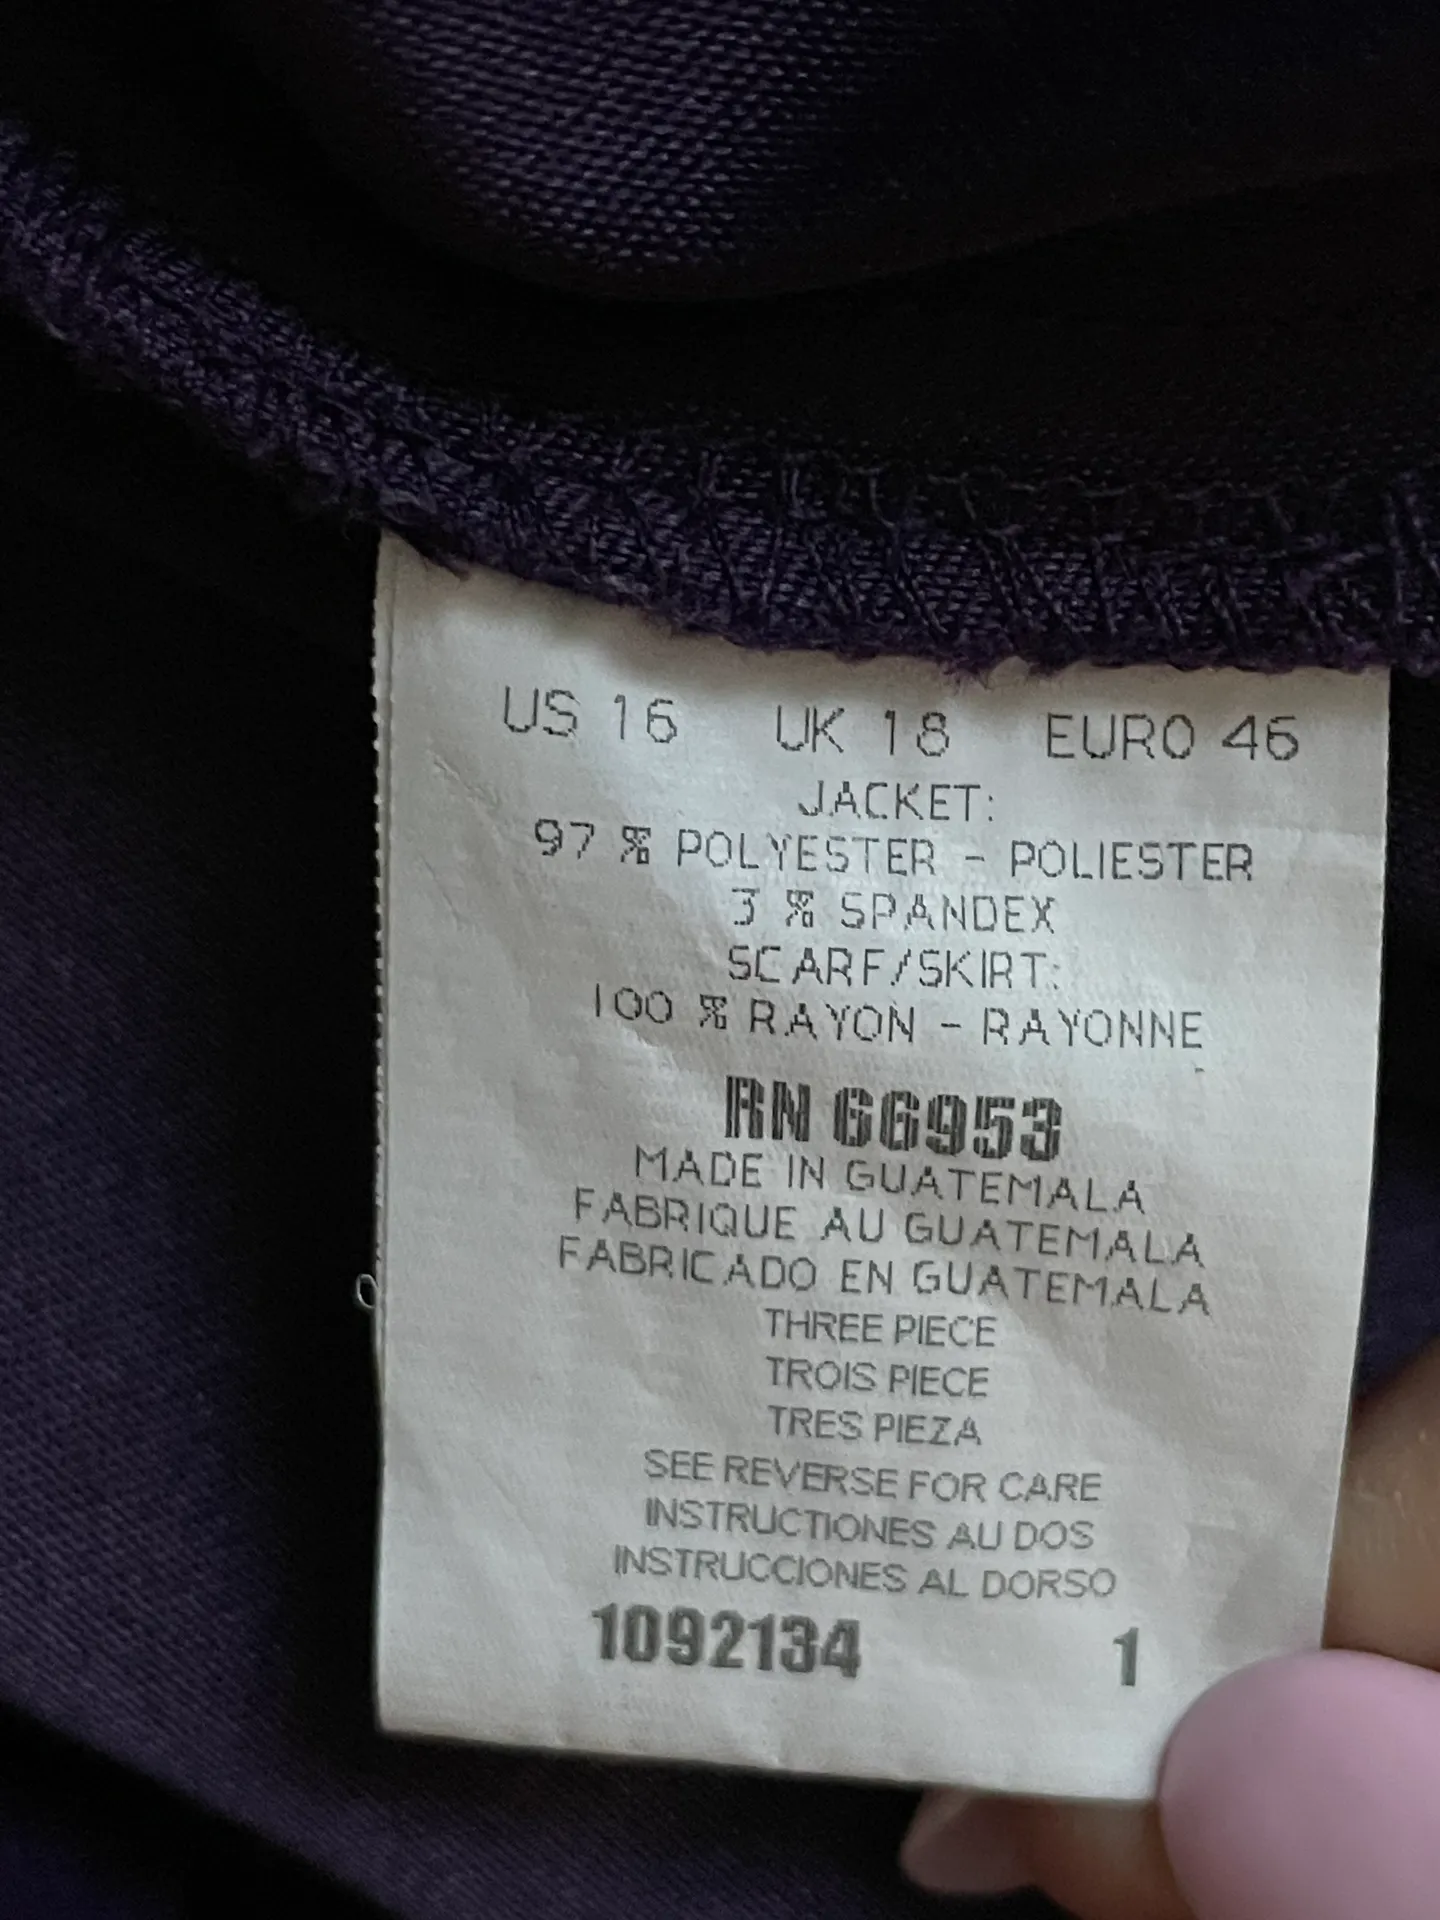 US 16 UK 18 EURO 46
JACKET:
97 % POLYESTER - POLIESTER
3 % SPANDEX
SCARF/SKIRT:
100 % RAYON - RAYONNE
RN 66953
MADE IN GUATEMALA
FABRIQUE AU GUATEMALA
FABRICADO EN GUATEMALA
THREE PIECE
TROIS PIECE
TRES PIEZA
SEE REVERSE FOR CARE
INSTRUCTIONES AU DOS
INSTRUCCIONES AL DORSO
1092134 1